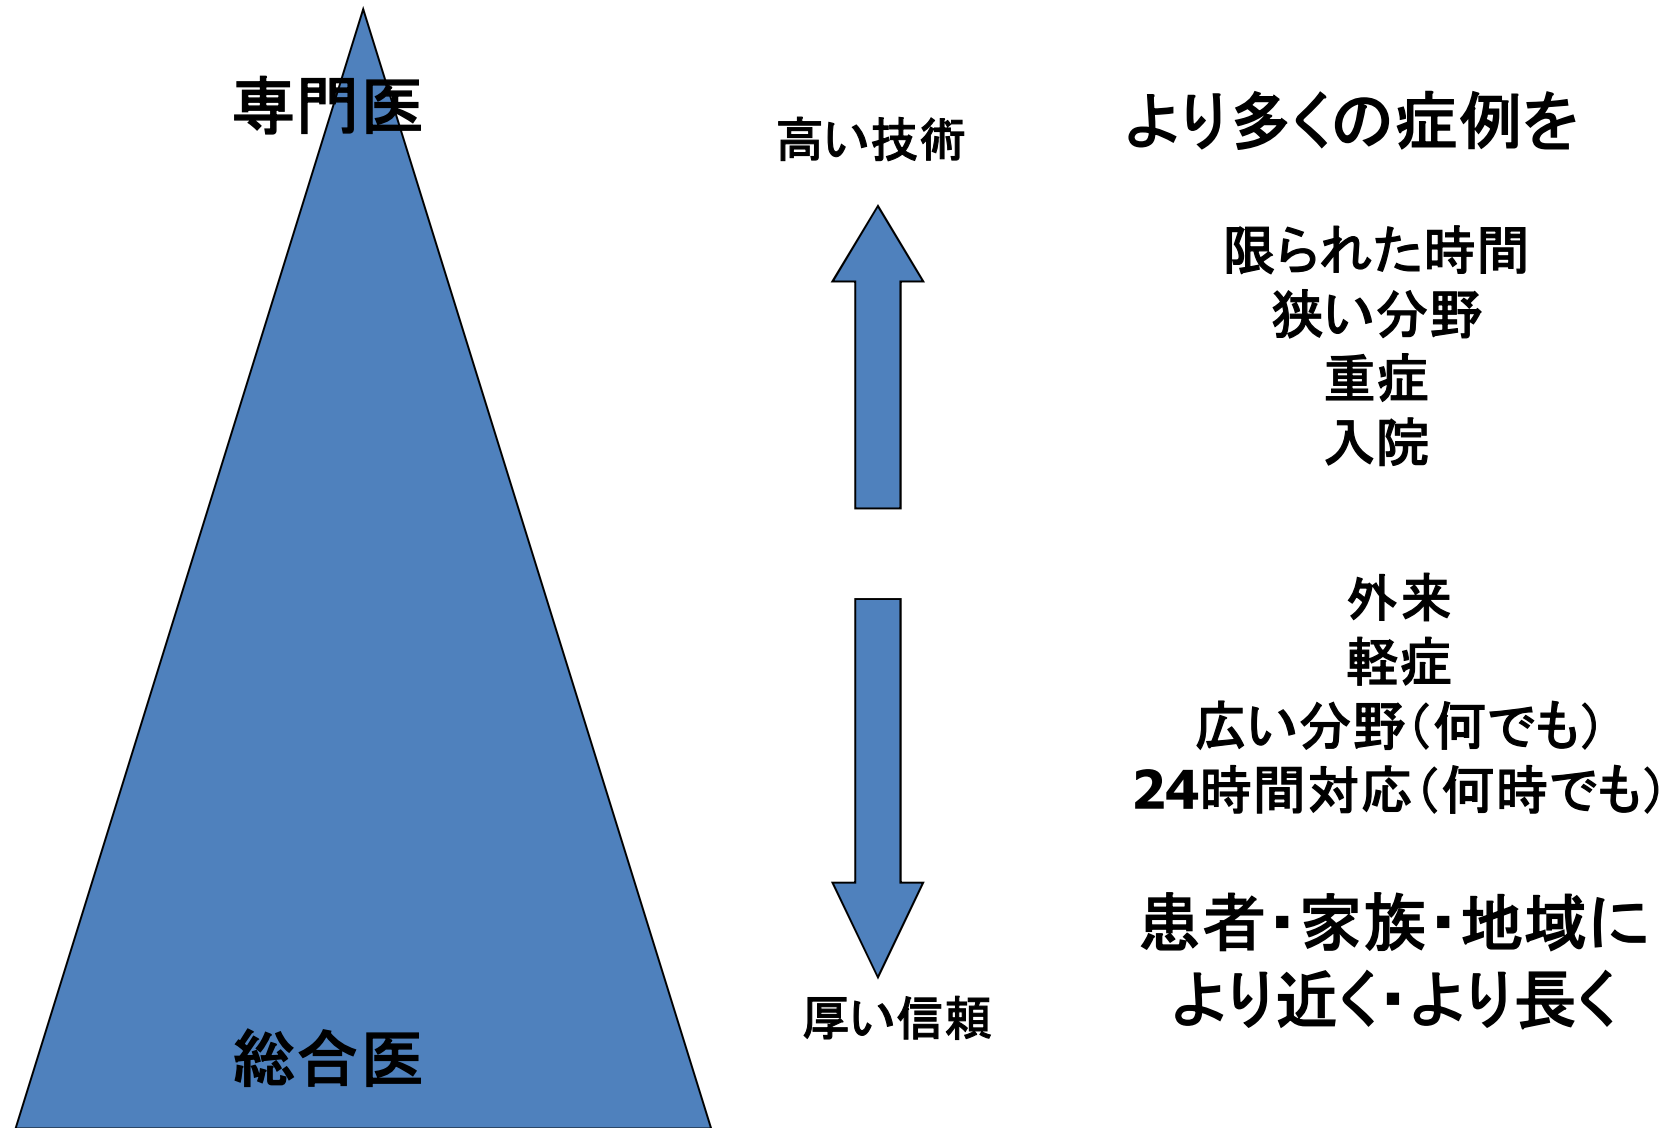 専門医
高い技術
より多くの症例を
限られた時間
狭い分野
重症
入院
外来
軽症
広い分野（何でも）
24時間対応（何時でも）
患者・家族・地域に
より近く・より長く
厚い信頼
総合医